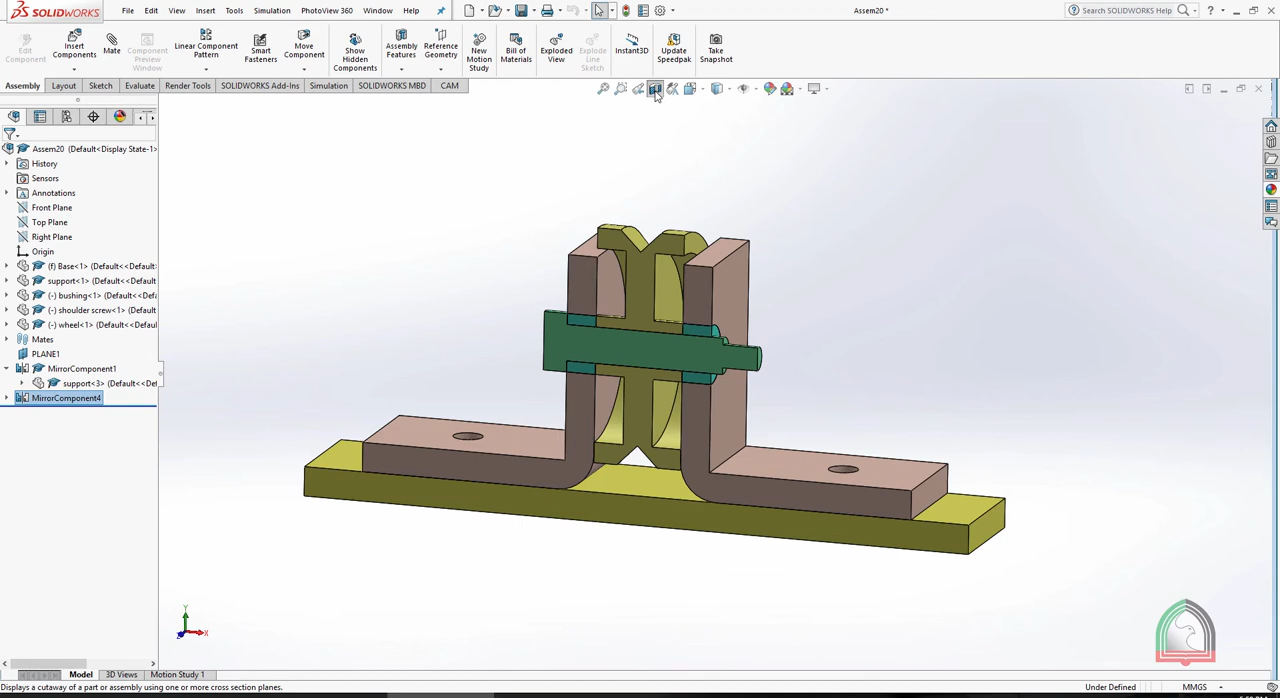 SOLIDWORKS
File Edit View Insert Tools Simulation PhotoView 360 Window Help
Assem20 *
Search SOLIDWORKS Help
Edit Component
Insert Components
Mate
Component Preview Window
Linear Component Pattern
Smart Fasteners
Move Component
Show Hidden Components
Assembly Features
Reference Geometry
New Motion Study
Bill of Materials
Exploded View
Explode Line Sketch
Instant3D
Update Speedpak
Take Snapshot
Assembly Layout Sketch Evaluate Render Tools SOLIDWORKS Add-Ins Simulation SOLIDWORKS MBD CAM
Assem20 (Default<Display State-1>
History
Sensors
Annotations
Front Plane
Top Plane
Right Plane
Origin
(f) Base<1> (Default<<Default:
support<1> (Default<<Default:
(-) bushing<1> (Default<<Defa
(-) shoulder screw<1> (Default
(-) wheel<1> (Default<<Defaul
Mates
PLANE1
MirrorComponent1
support<3> (Default<<Def
MirrorComponent4
Y
X
Z
Model 3D Views Motion Study 1
Displays a cutaway of a part or assembly using one or more cross section planes.
Under Defined
MMGS